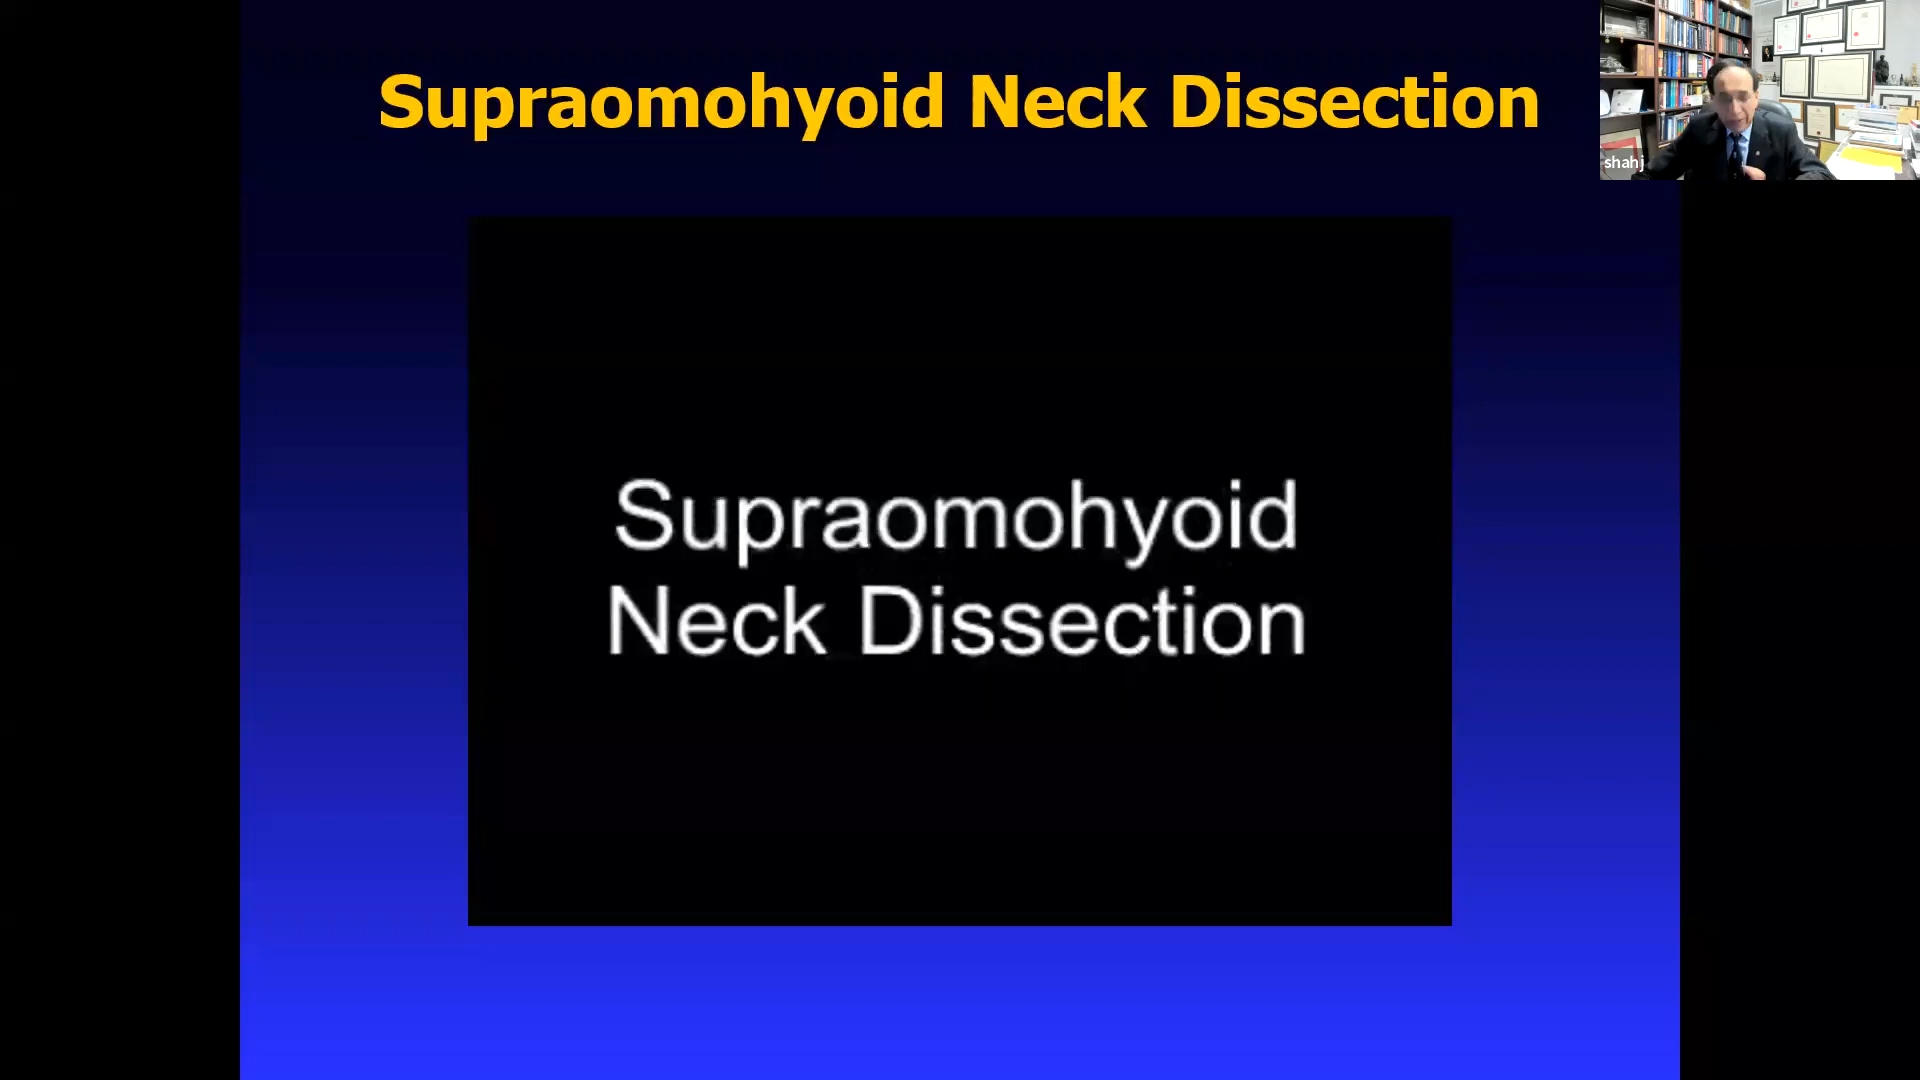 Supraomohyoid Neck Dissection
shahj
Supraomohyoid
Neck Dissection